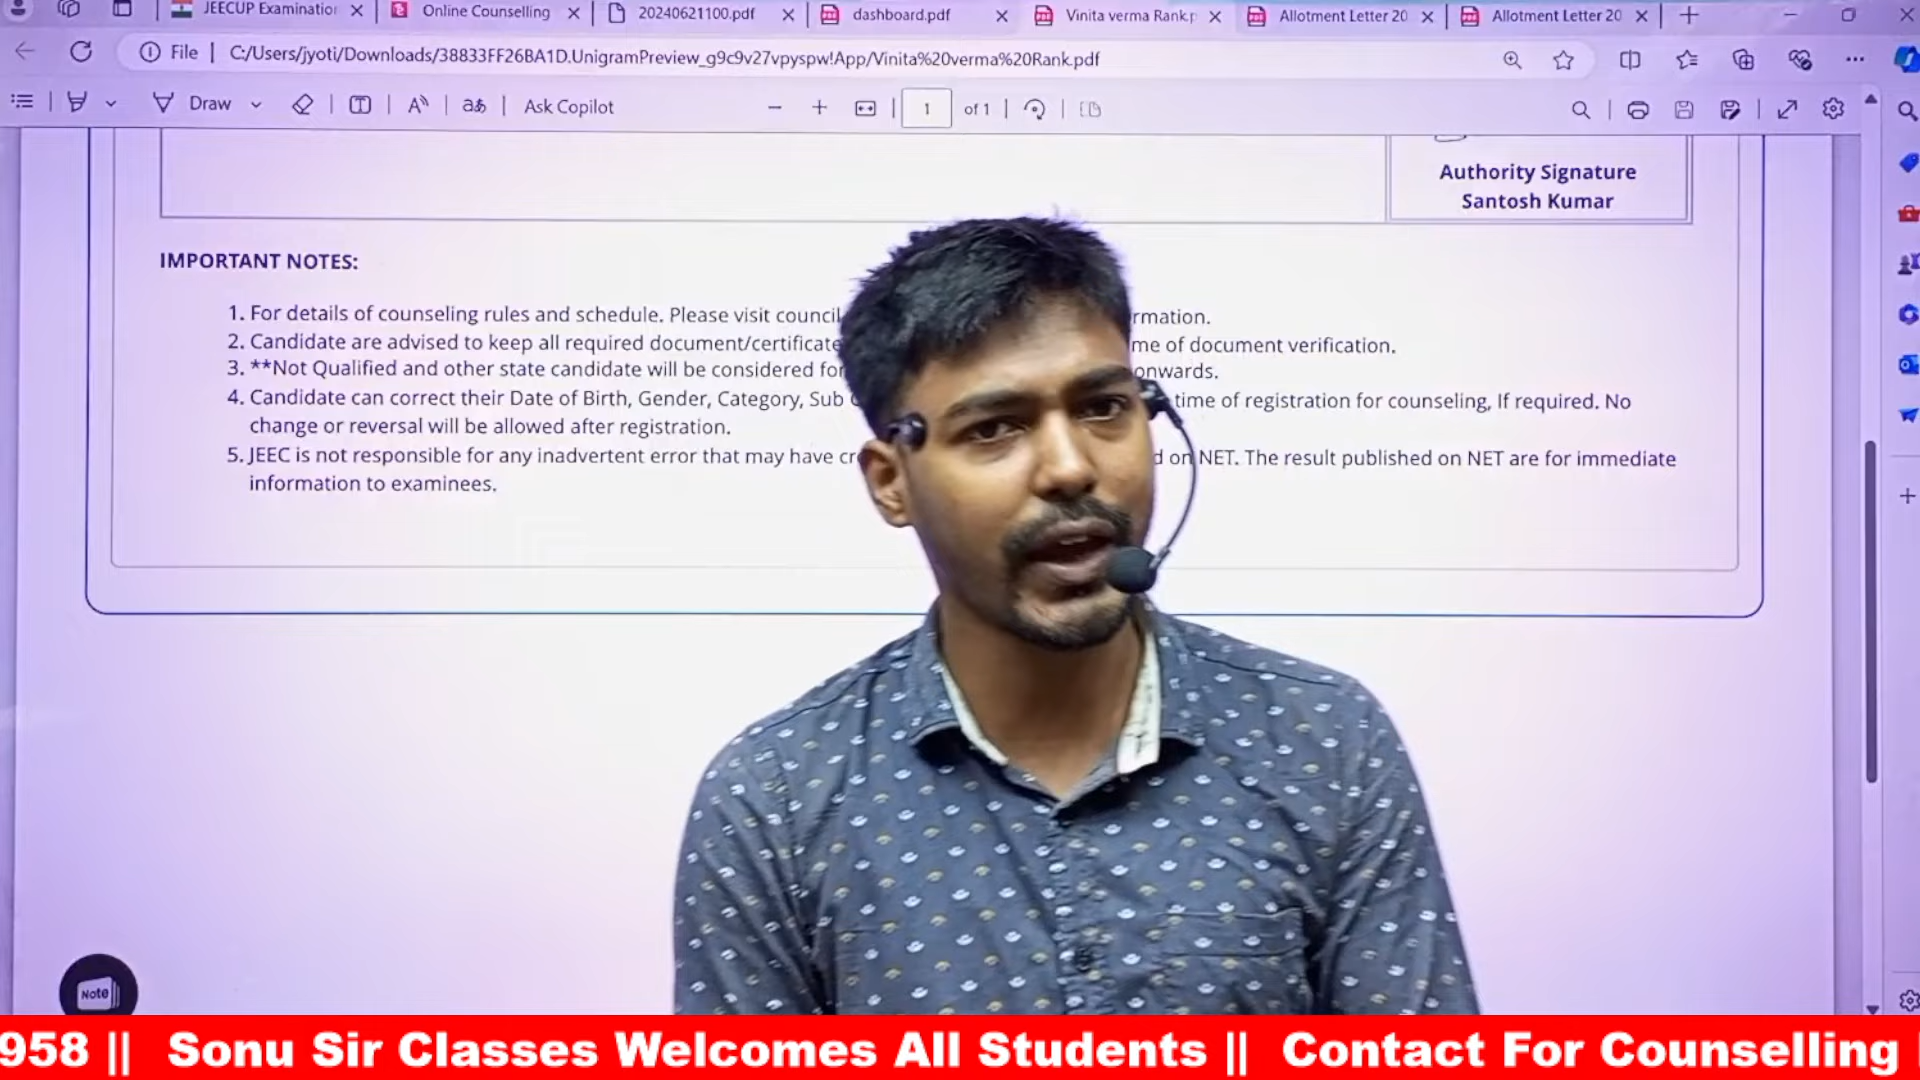 JEECUP Examination
Online Counselling
20240621100.pdf
dashboard.pdf
Vinita verma Rank.p
Allotment Letter 20
Allotment Letter 20
File
C:/Users/jyoti/Downloads/38833FF26BA1D.UnigramPreview_g9c9v27vpyspw!App/Vinita%20verma%20Rank.pdf
Draw
Ask Copilot
1 of 1
Authority Signature
Santosh Kumar
IMPORTANT NOTES:
1. For details of counseling rules and schedule. Please visit council rmation.
2. Candidate are advised to keep all required document/certificate me of document verification.
3. **Not Qualified and other state candidate will be considered for onwards.
4. Candidate can correct their Date of Birth, Gender, Category, Sub time of registration for counseling, If required. No
change or reversal will be allowed after registration.
5. JEEC is not responsible for any inadvertent error that may have cr d on NET. The result published on NET are for immediate
information to examinees.
Note
958 || Sonu Sir Classes Welcomes All Students || Contact For Counselling